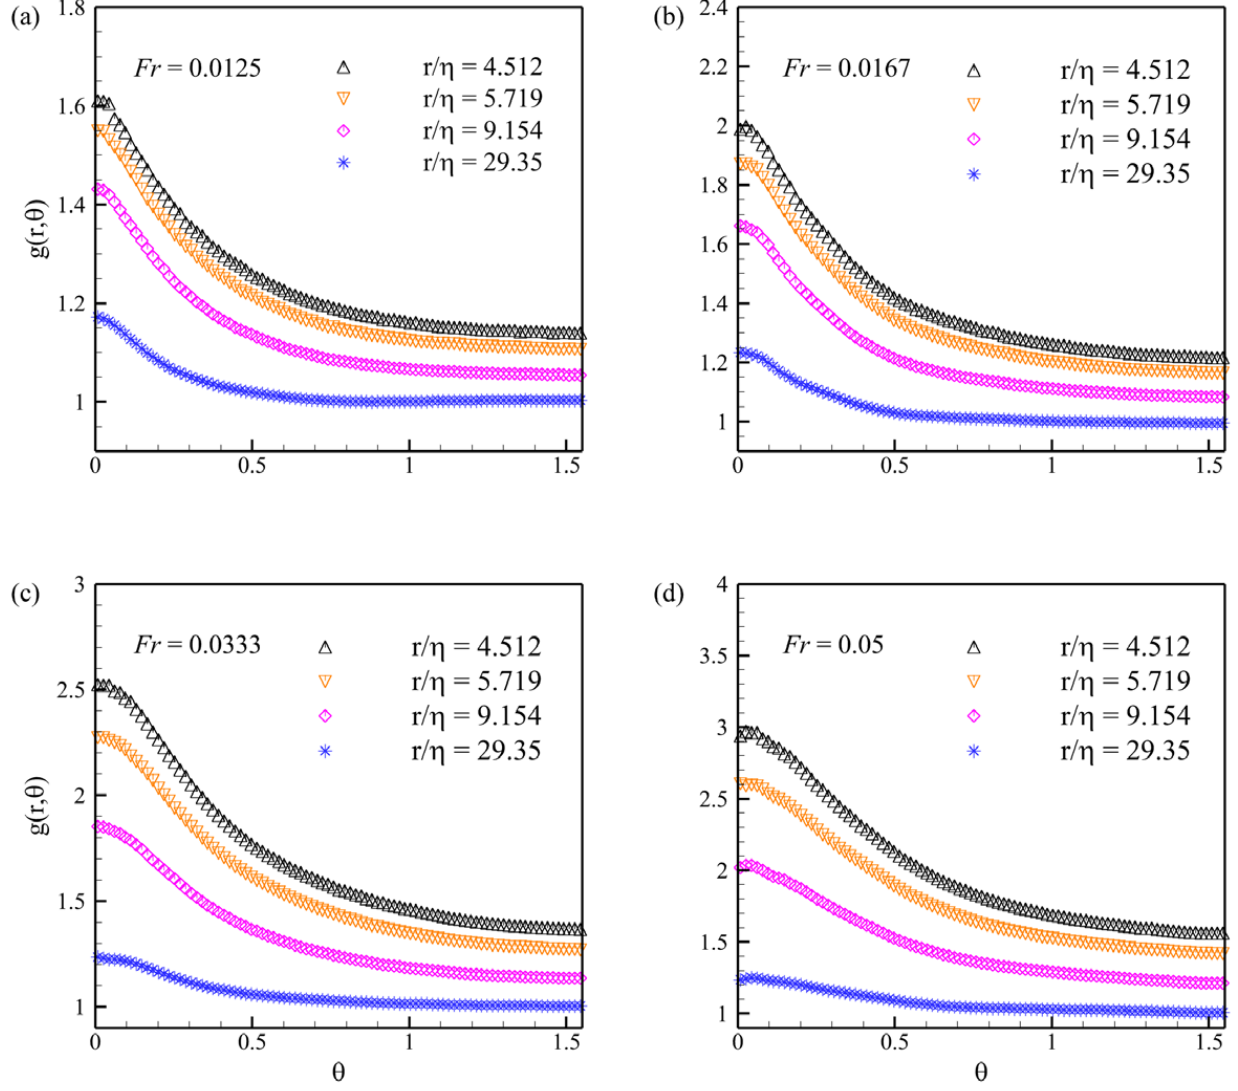 (a)
1.8
1.6
1.4
1.2
1
g(r,θ)
Fr = 0.0125
r/η = 4.512
r/η = 5.719
r/η = 9.154
r/η = 29.35
0 0.5 1 1.5
(b)
2.4
2.2
2
1.8
1.6
1.4
1.2
1
Fr = 0.0167
r/η = 4.512
r/η = 5.719
r/η = 9.154
r/η = 29.35
0 0.5 1 1.5
(c)
3
2.5
2
1.5
1
g(r,θ)
Fr = 0.0333
r/η = 4.512
r/η = 5.719
r/η = 9.154
r/η = 29.35
0 0.5 1 1.5
θ
(d)
4
3.5
3
2.5
2
1.5
1
Fr = 0.05
r/η = 4.512
r/η = 5.719
r/η = 9.154
r/η = 29.35
0 0.5 1 1.5
θ